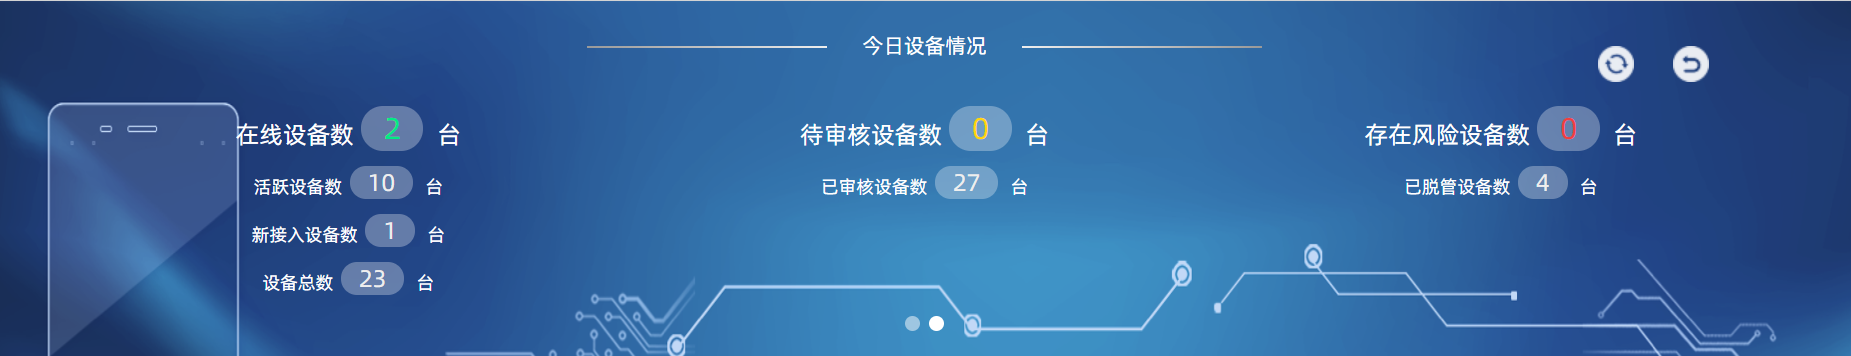 今日设备情况
在线设备数 2 台
活跃设备数 10 台
新接入设备数 1 台
设备总数 23 台
待审核设备数 0 台
已审核设备数 27 台
存在风险设备数 0 台
已脱管设备数 4 台